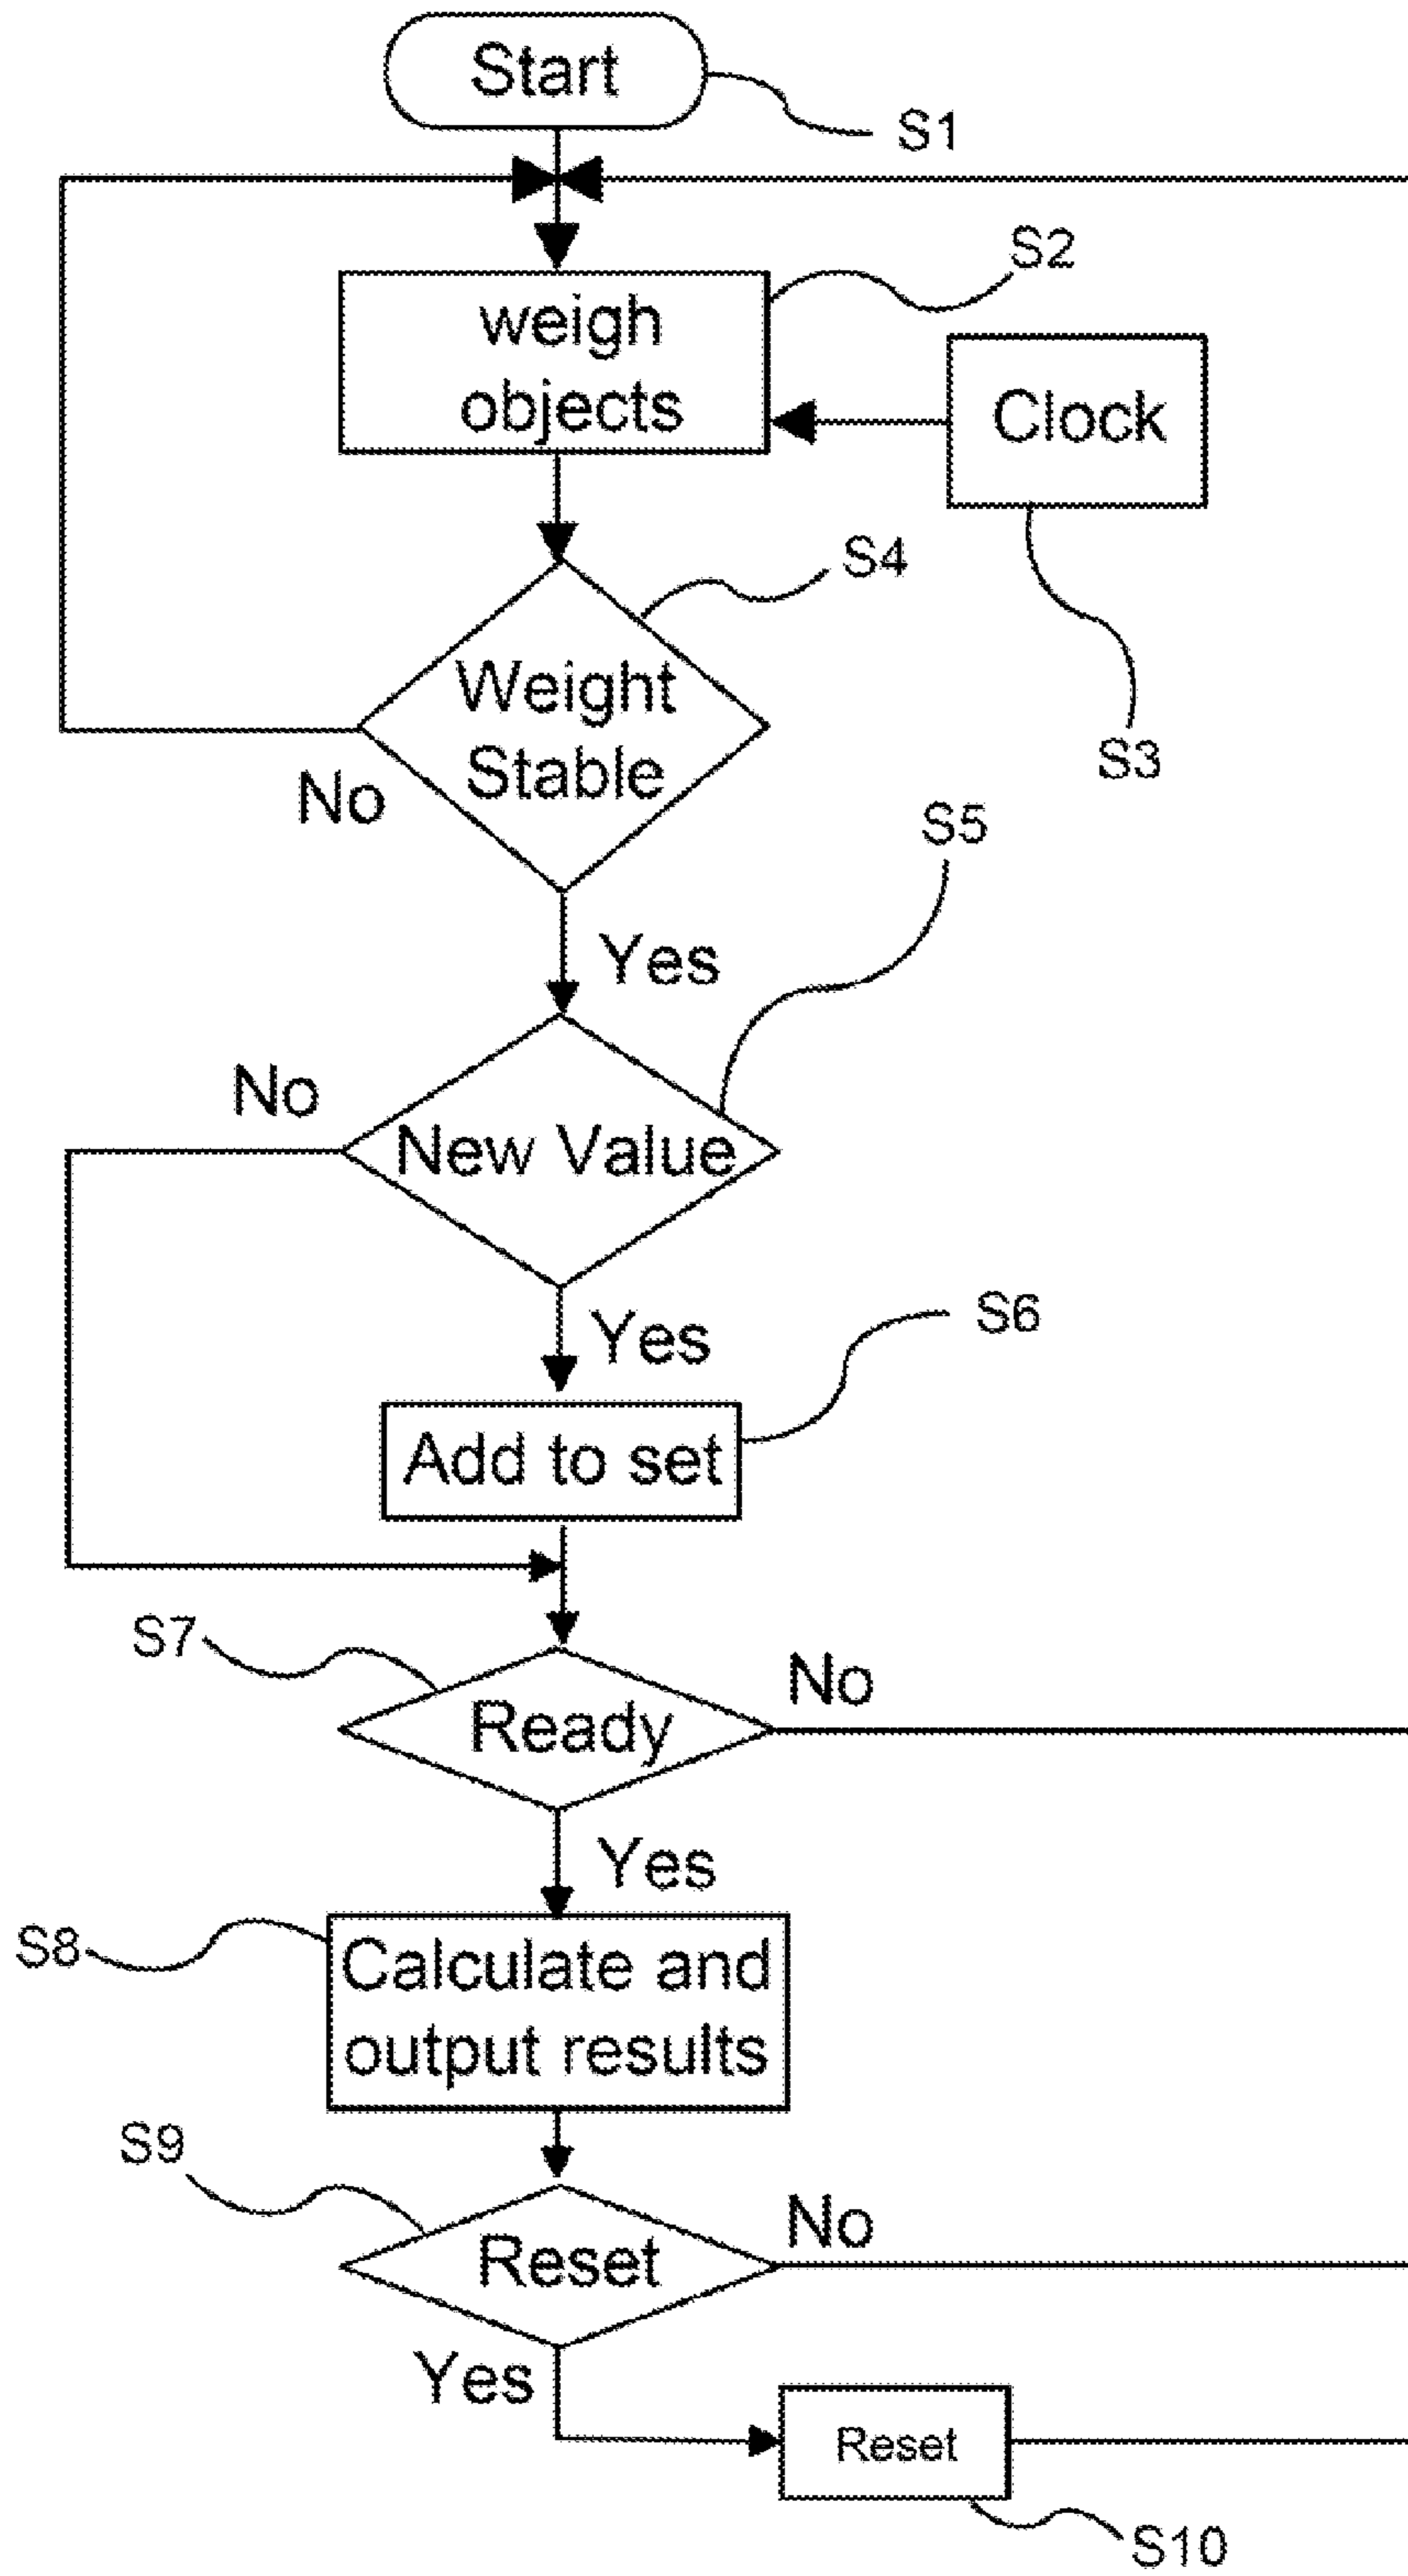 Start
S1
S2
weigh
objects
Clock
S4
Weight
Stable
S3
No
S5
Yes
No
New Value
S6
Yes
Add to set
S7
No
Ready
Yes
S8
Calculate and
output results
S9
No
Reset
Yes
Reset
S10